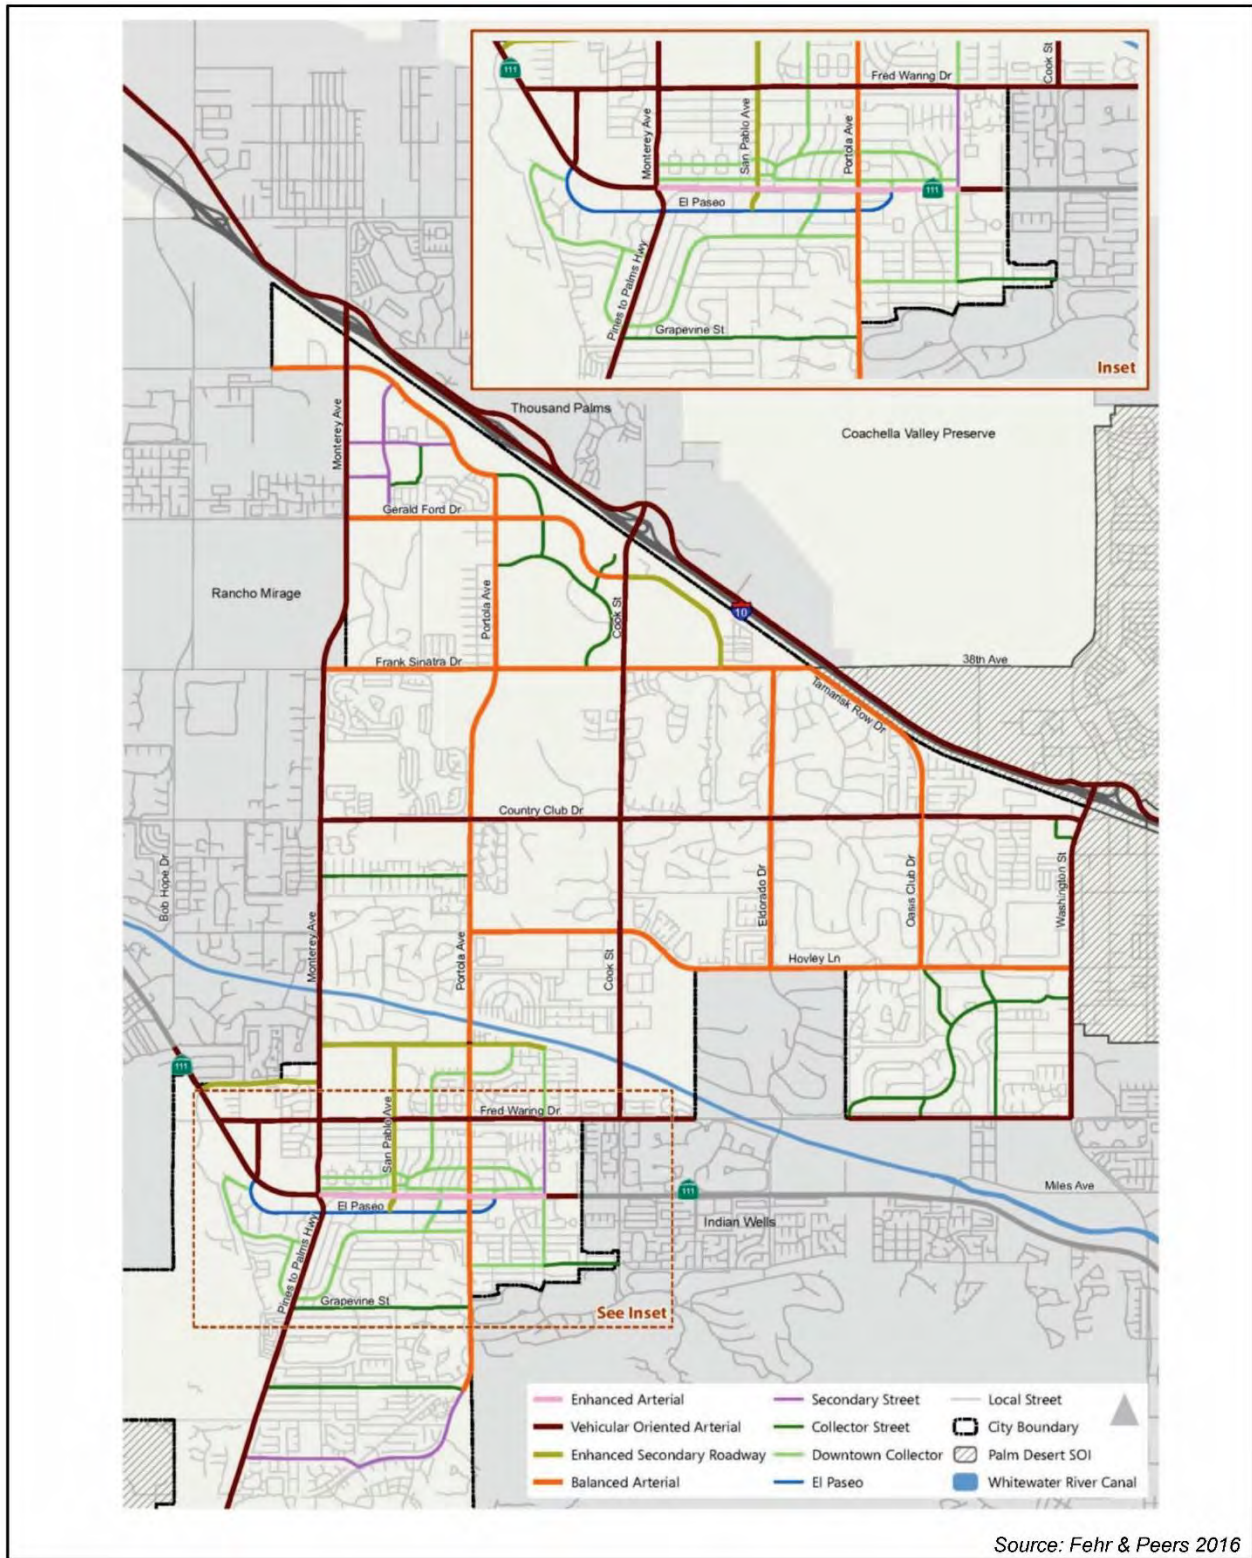 111
Fred Waring Dr
Cook St
Monterey Ave
San Pablo Ave
Portola Ave
El Paseo
111
Pines to Palms Hwy
Grapevine St
Inset
Thousand Palms
Coachella Valley Preserve
Monterey Ave
Gerald Ford Dr
Rancho Mirage
Portola Ave
Cook St
10
Frank Sinatra Dr
38th Ave
Tamarisk Row Dr
Country Club Dr
Bob Hope Dr
Eldorado Dr
Oasis Club Dr
Washington St
Monterey Ave
Portola Ave
Cook St
Hovley Ln
111
San Pablo Ave
Fred Waring Dr
111
Miles Ave
El Paseo
Indian Wells
Pines to Palms Hwy
Grapevine St
See Inset
Enhanced Arterial
Vehicular Oriented Arterial
Enhanced Secondary Roadway
Balanced Arterial
Secondary Street
Collector Street
Downtown Collector
El Paseo
Local Street
City Boundary
Palm Desert SOI
Whitewater River Canal
Source: Fehr & Peers 2016